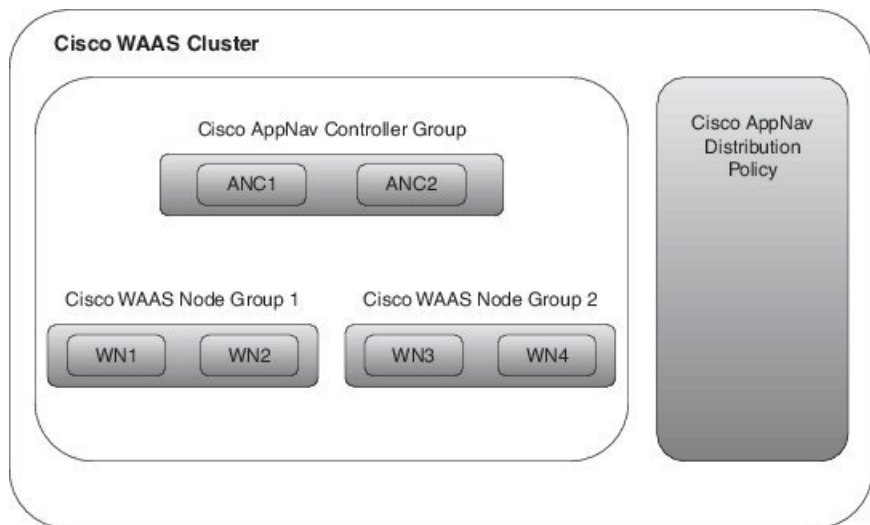 Cisco WAAS Cluster
Cisco AppNav Controller Group
ANC1
ANC2
Cisco WAAS Node Group 1
WN1
WN2
Cisco WAAS Node Group 2
WN3
WN4
Cisco AppNav
Distribution
Policy